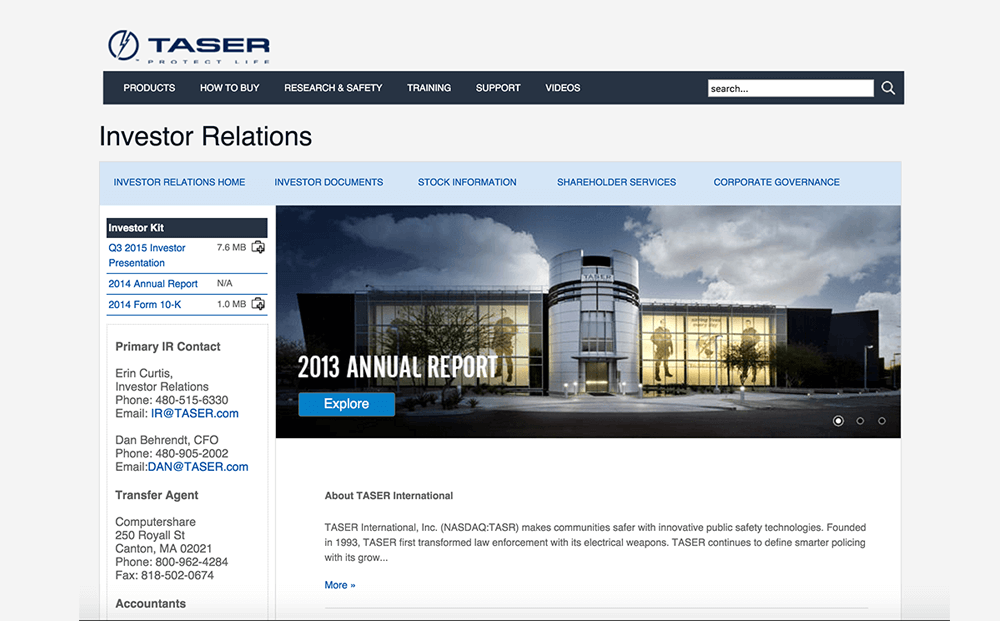 TASER
PROTECT LIFE
PRODUCTS HOW TO BUY RESEARCH & SAFETY TRAINING SUPPORT VIDEOS search...
Investor Relations
INVESTOR RELATIONS HOME INVESTOR DOCUMENTS STOCK INFORMATION SHAREHOLDER SERVICES CORPORATE GOVERNANCE
Investor Kit
Q3 2015 Investor 7.6 MB
Presentation
2014 Annual Report N/A
2014 Form 10-K 1.0 MB
Primary IR Contact
Erin Curtis,
Investor Relations
Phone: 480-515-6330
Email: IR@TASER.com
Dan Behrendt, CFO
Phone: 480-905-2002
Email:DAN@TASER.com
Transfer Agent
Computershare
250 Royall St
Canton, MA 02021
Phone: 800-962-4284
Fax: 818-502-0674
Accountants
TASER
2013 ANNUAL REPORT
Explore
About TASER International
TASER International, Inc. (NASDAQ:TASR) makes communities safer with innovative public safety technologies. Founded
in 1993, TASER first transformed law enforcement with its electrical weapons. TASER continues to define smarter policing
with its grow...
More »